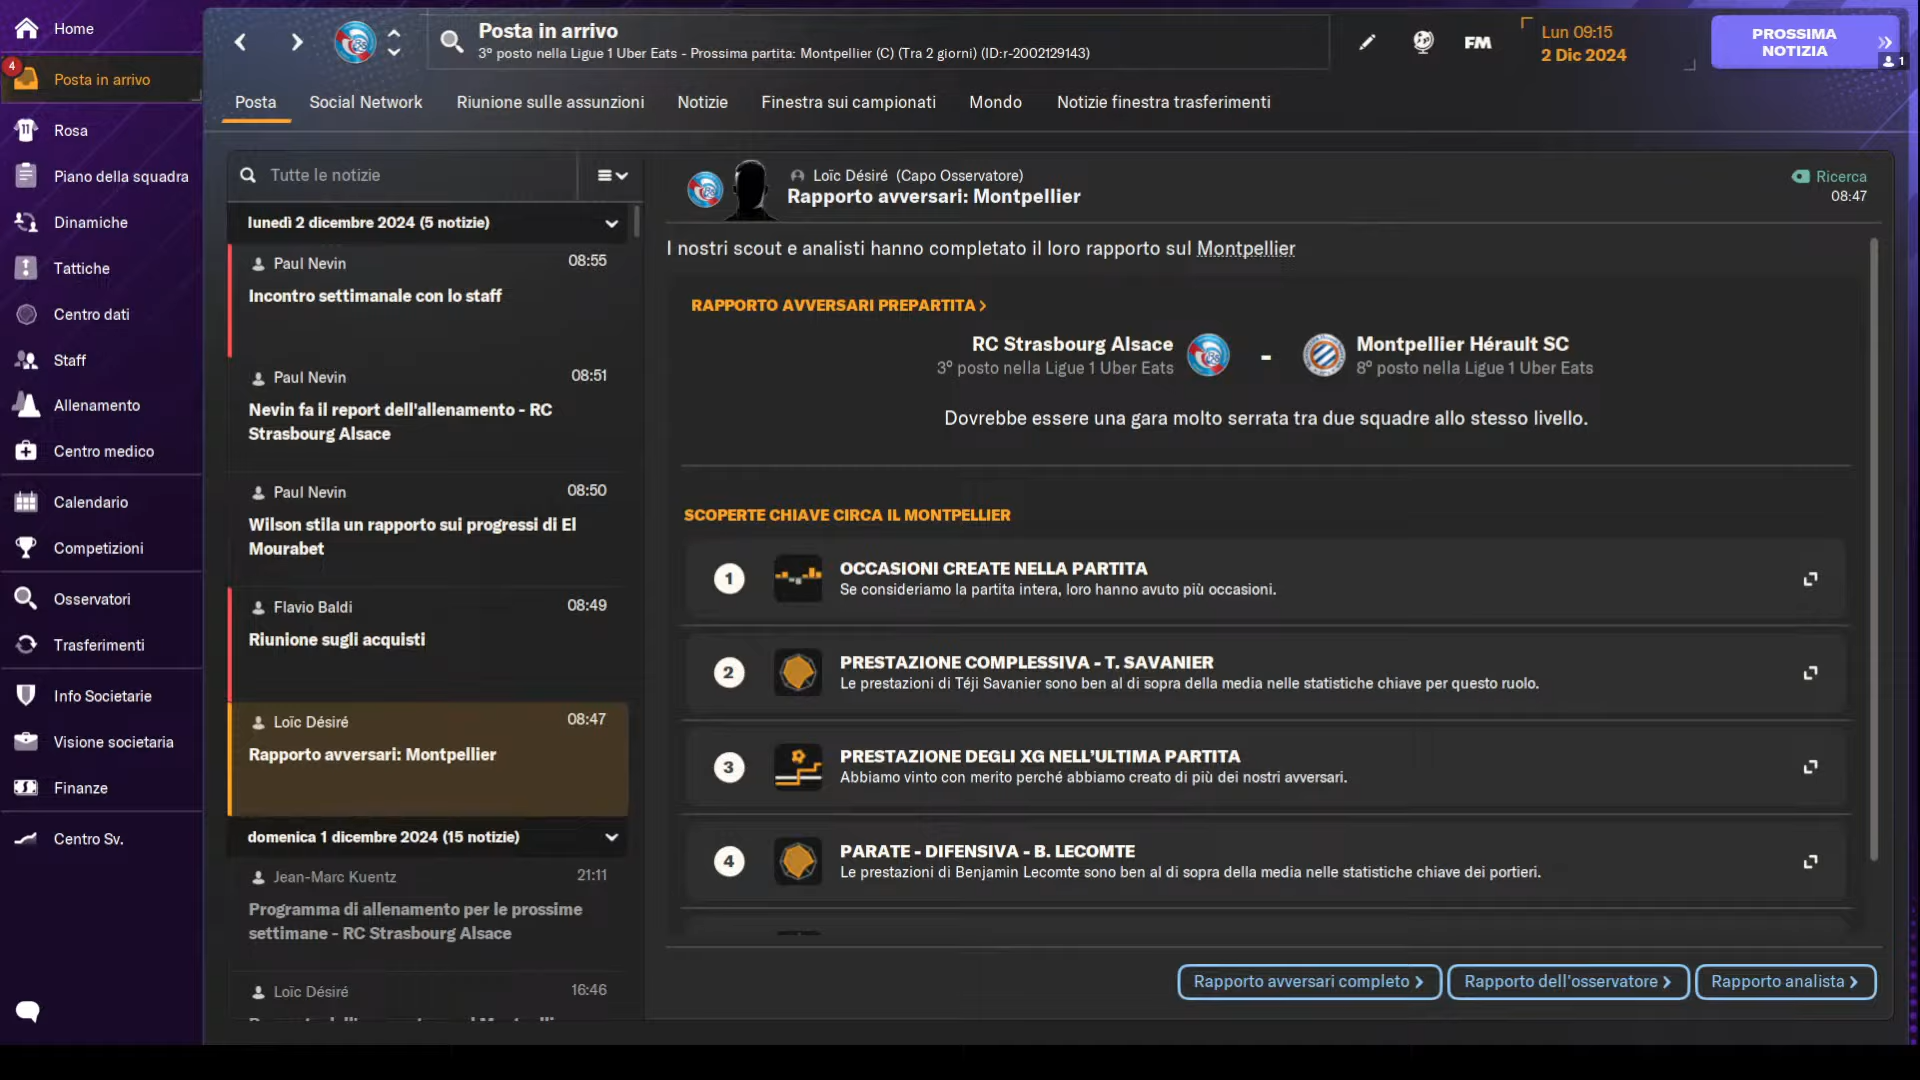 Home
4
Posta in arrivo
Rosa
Piano della squadra
Dinamiche
Tattiche
Centro dati
Staff
Allenamento
Centro medico
Calendario
Competizioni
Osservatori
Trasferimenti
Info Societarie
Visione societaria
Finanze
Centro Sv.
Posta in arrivo
3° posto nella Ligue 1 Uber Eats - Prossima partita: Montpellier (C) (Tra 2 giorni) (ID:r-2002129143)
FM
Lun 09:15
2 Dic 2024
PROSSIMA
NOTIZIA
1
Posta Social Network Riunione sulle assunzioni Notizie Finestra sui campionati Mondo Notizie finestra trasferimenti
Tutte le notizie
lunedì 2 dicembre 2024 (5 notizie)
Paul Nevin 08:55
Incontro settimanale con lo staff
Paul Nevin 08:51
Nevin fa il report dell'allenamento - RC
Strasbourg Alsace
Paul Nevin 08:50
Wilson stila un rapporto sui progressi di El
Mourabet
Flavio Baldi 08:49
Riunione sugli acquisti
Loïc Désiré 08:47
Rapporto avversari: Montpellier
domenica 1 dicembre 2024 (15 notizie)
Jean-Marc Kuentz 21:11
Programma di allenamento per le prossime
settimane - RC Strasbourg Alsace
Loïc Désiré 16:46
Loïc Désiré (Capo Osservatore)
Rapporto avversari: Montpellier
Ricerca
08:47
I nostri scout e analisti hanno completato il loro rapporto sul Montpellier
RAPPORTO AVVERSARI PREPARTITA >
RC Strasbourg Alsace - Montpellier Hérault SC
3° posto nella Ligue 1 Uber Eats 8° posto nella Ligue 1 Uber Eats
Dovrebbe essere una gara molto serrata tra due squadre allo stesso livello.
SCOPERTE CHIAVE CIRCA IL MONTPELLIER
1 OCCASIONI CREATE NELLA PARTITA
Se consideriamo la partita intera, loro hanno avuto più occasioni.
2 PRESTAZIONE COMPLESSIVA - T. SAVANIER
Le prestazioni di Téji Savanier sono ben al di sopra della media nelle statistiche chiave per questo ruolo.
3 PRESTAZIONE DEGLI XG NELL'ULTIMA PARTITA
Abbiamo vinto con merito perché abbiamo creato di più dei nostri avversari.
4 PARATE - DIFENSIVA - B. LECOMTE
Le prestazioni di Benjamin Lecomte sono ben al di sopra della media nelle statistiche chiave dei portieri.
Rapporto avversari completo > Rapporto dell'osservatore > Rapporto analista >